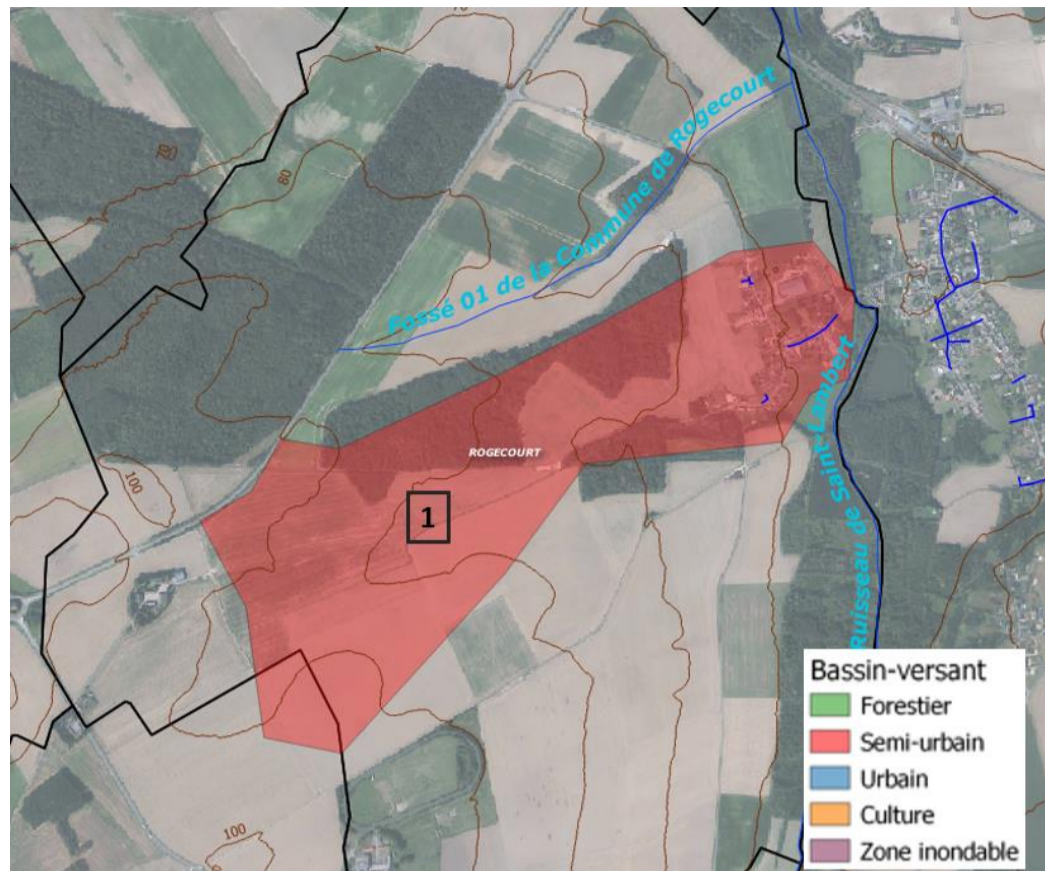 70
70
80
Fossé 01 de la Commune de Rogecourt
ROGECOURT
100
1
Ruisseau de Saint-Lambert
100
Bassin-versant
Forestier
Semi-urbain
Urbain
Culture
Zone inondable